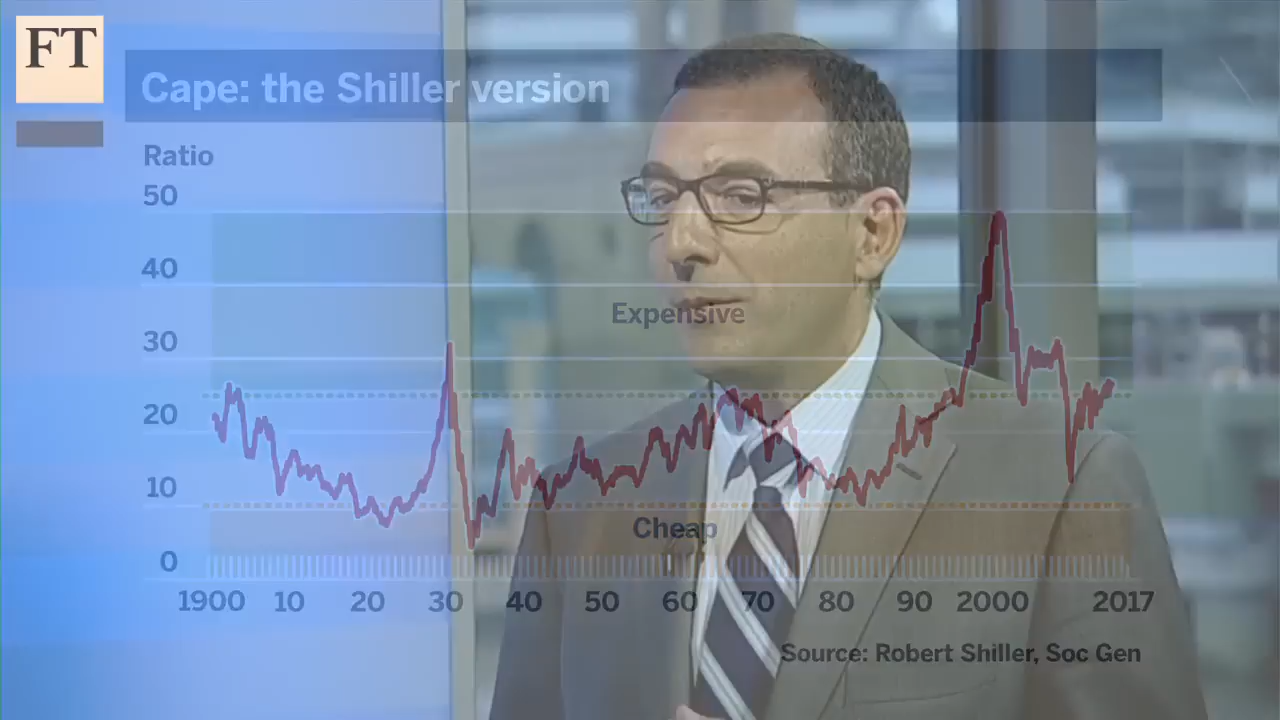 FT
Cape: the Shiller version
Ratio
50
40
30
20
10
0
Expensive
Cheap
1900 10 20 30 40 50 60 70 80 90 2000 2017
Source: Robert Shiller, Soc Gen